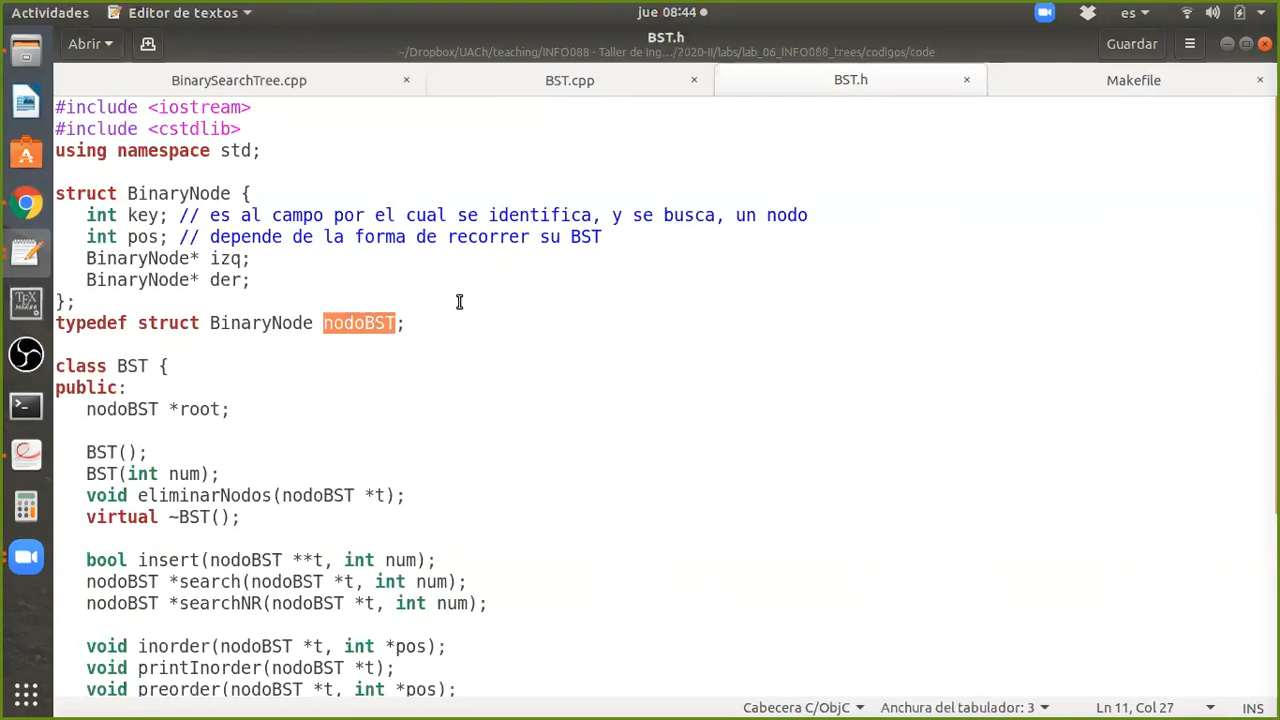 Actividades Editor de textos jue 08:44 es
Abrir BST.h Guardar
~/Dropbox/UACh/teaching/INFO088 - Taller de Ing…/2020-II/labs/lab_06_INFO088_trees/codigos/code
BinarySearchTree.cpp × BST.cpp × BST.h × Makefile ×
#include <iostream>
#include <cstdlib>
using namespace std;
struct BinaryNode {
int key; // es al campo por el cual se identifica, y se busca, un nodo
int pos; // depende de la forma de recorrer su BST
BinaryNode* izq;
BinaryNode* der;
};
typedef struct BinaryNode nodoBST;
class BST {
public:
nodoBST *root;
BST();
BST(int num);
void eliminarNodos(nodoBST *t);
virtual ~BST();
bool insert(nodoBST **t, int num);
nodoBST *search(nodoBST *t, int num);
nodoBST *searchNR(nodoBST *t, int num);
void inorder(nodoBST *t, int *pos);
void printInorder(nodoBST *t);
void preorder(nodoBST *t, int *pos);
Cabecera C/ObjC Anchura del tabulador: 3 Ln 11, Col 27 INS